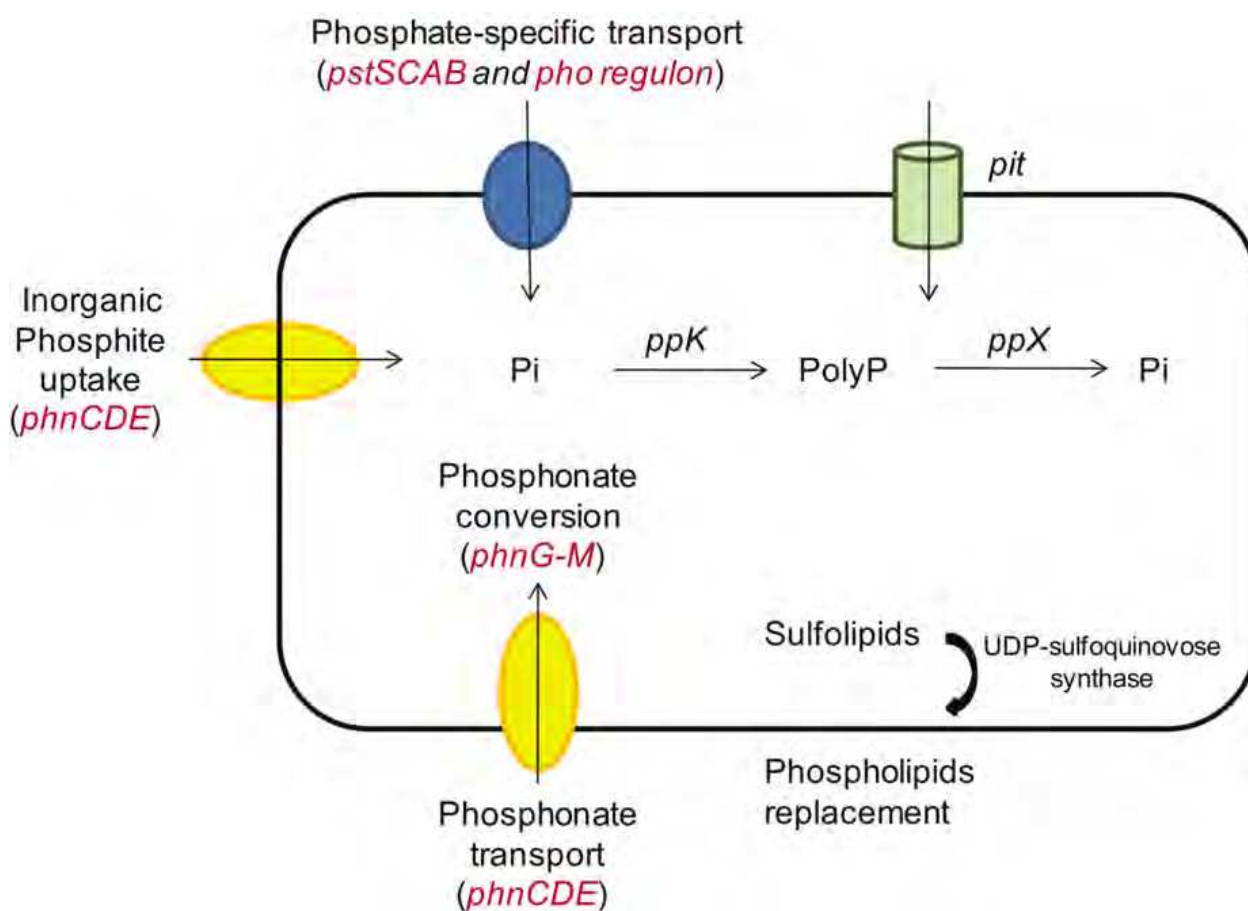 Phosphate-specific transport
(pstSCAB and pho regulon)
pit
Inorganic
Phosphite
uptake
(phnCDE)
Pi
ppK
PolyP
ppX
Pi
Phosphonate
conversion
(phnG-M)
Sulfolipids
UDP-sulfoquinovose
synthase
Phospholipids
replacement
Phosphonate
transport
(phnCDE)